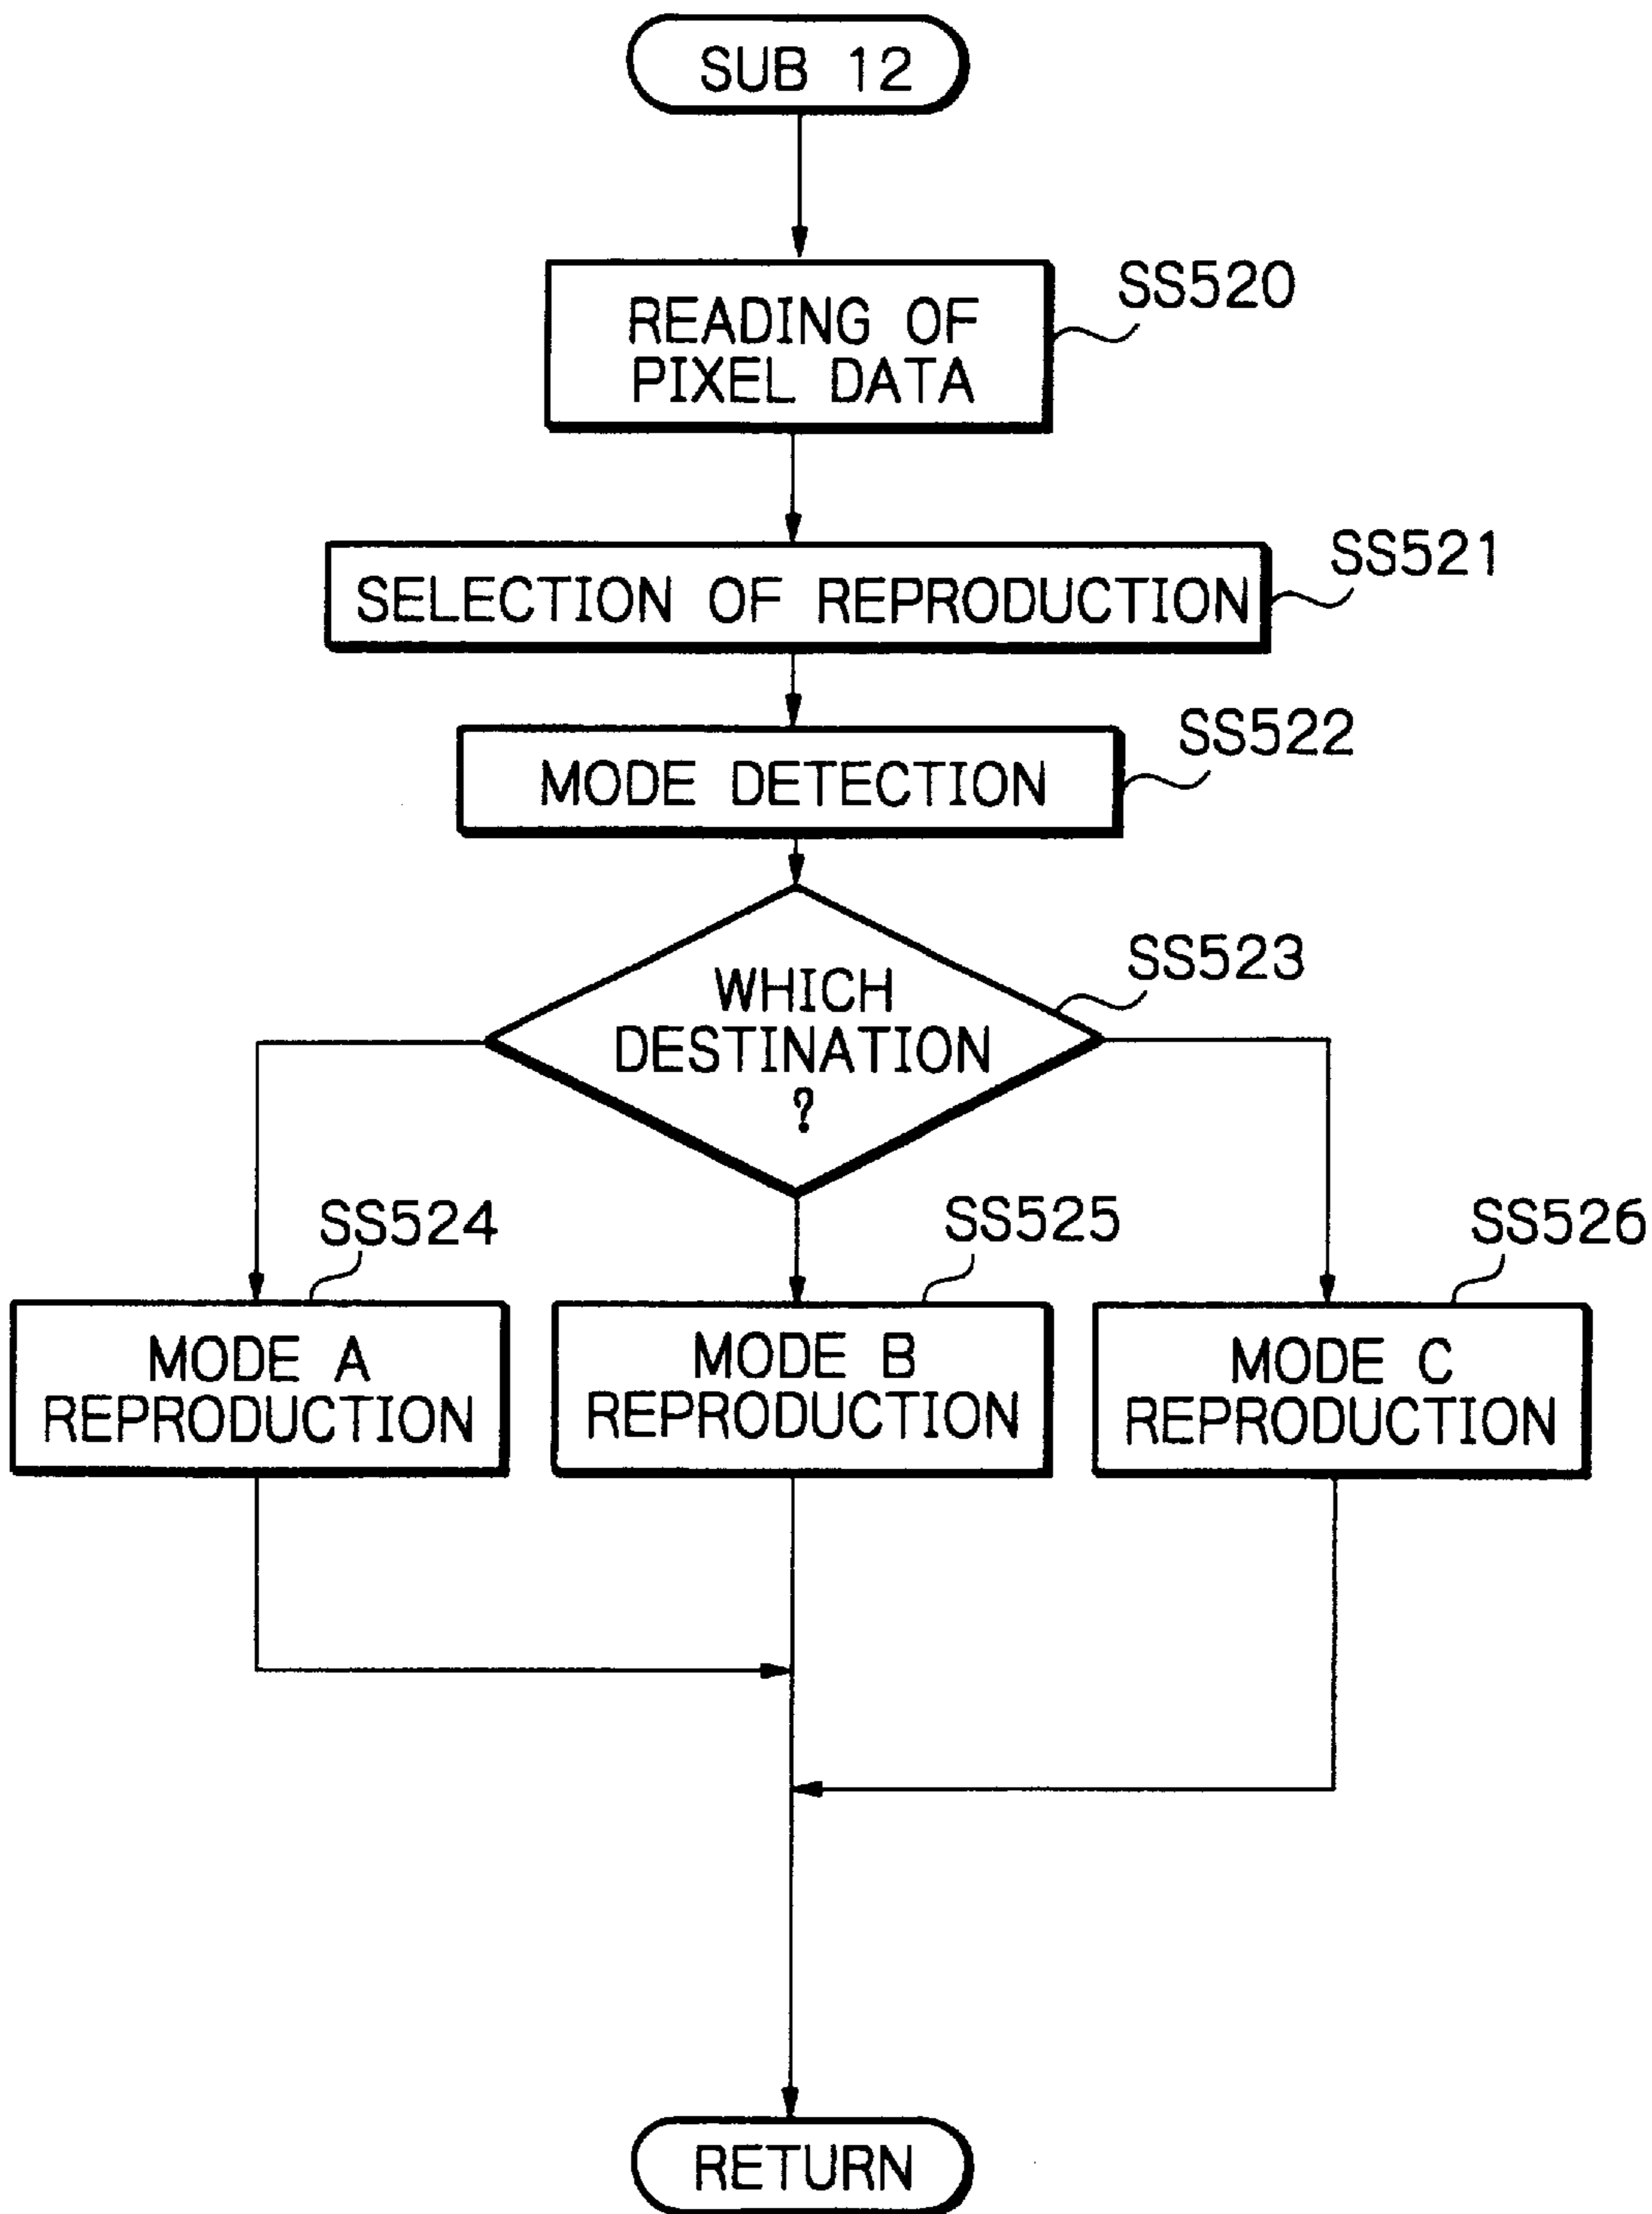 SUB 12
READING OF
PIXEL DATA
SS520
SELECTION OF REPRODUCTION
SS521
MODE DETECTION
SS522
WHICH
DESTINATION
?
SS523
SS524
SS525
SS526
MODE A
REPRODUCTION
MODE B
REPRODUCTION
MODE C
REPRODUCTION
RETURN